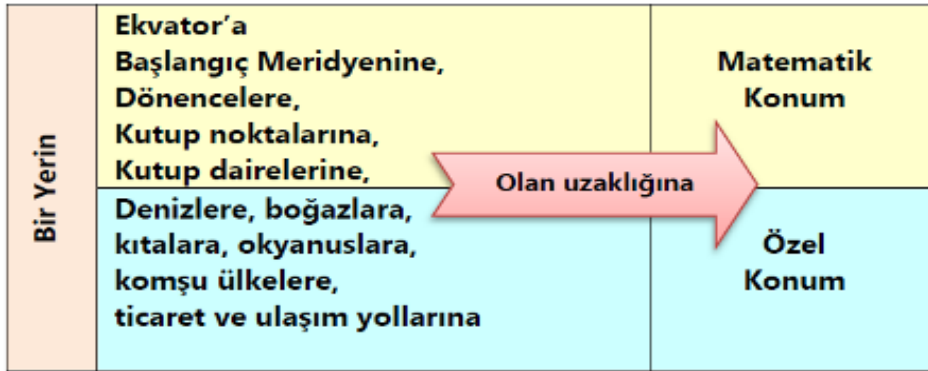 Bir Yerin
Ekvator’a
Başlangıç Meridyenine,
Dönencelere,
Kutup noktalarına,
Kutup dairelerine,
Matematik
Konum
Olan uzaklığına
Denizlere, boğazlara,
kıtalara, okyanuslara,
komşu ülkelere,
ticaret ve ulaşım yollarına
Özel
Konum